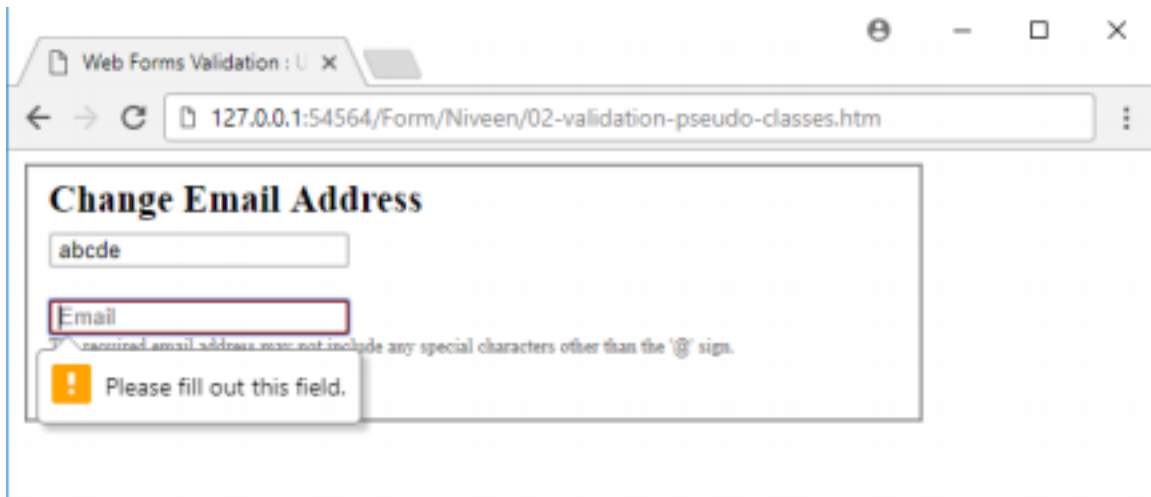 Web Forms Validation : U
127.0.0.1:54564/Form/Niveen/02-validation-pseudo-classes.htm
Change Email Address
abcde
Email
required email address may not include any special characters other than the '@' sign.
Please fill out this field.